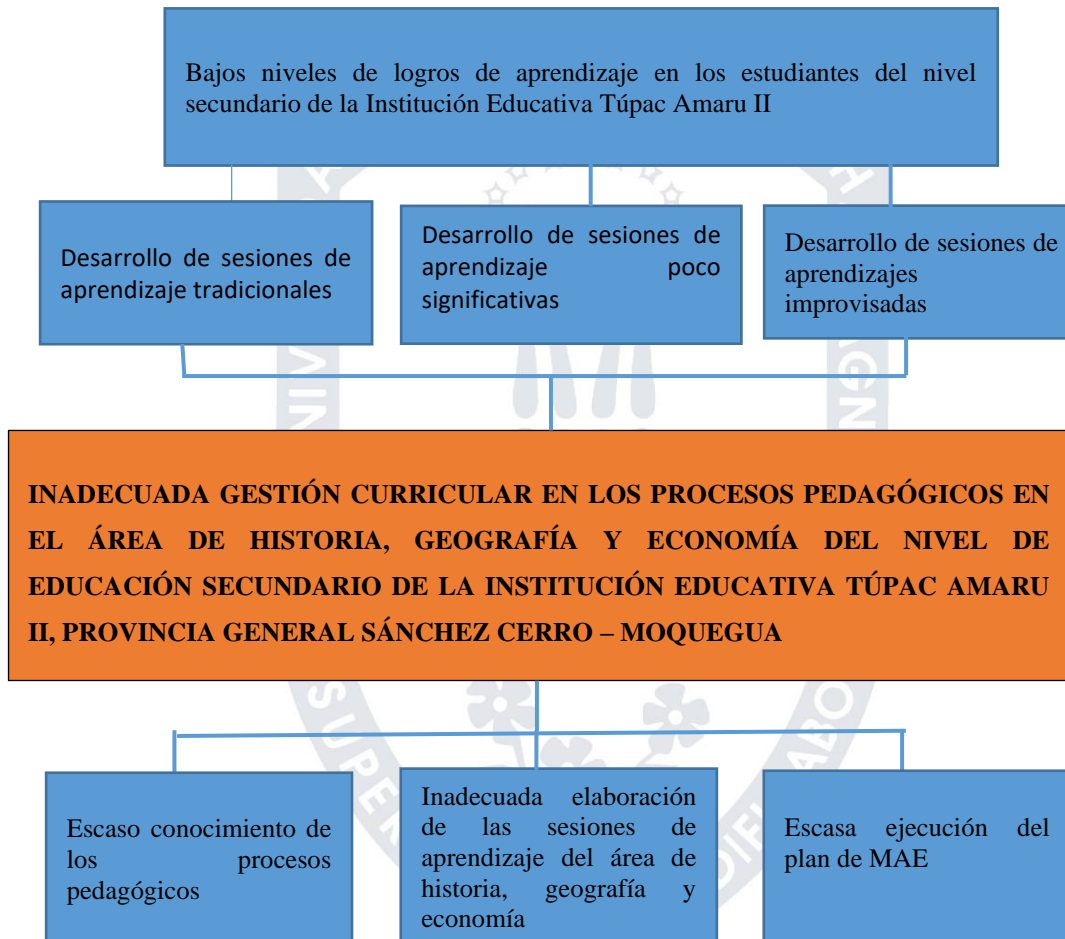 Bajos niveles de logros de aprendizaje en los estudiantes del nivel
secundario de la Institución Educativa Túpac Amaru II
Desarrollo de sesiones de
aprendizaje tradicionales
Desarrollo de sesiones de
aprendizaje poco
significativas
Desarrollo de sesiones de
aprendizajes
improvisadas
INADECUADA GESTIÓN CURRICULAR EN LOS PROCESOS PEDAGÓGICOS EN
EL ÁREA DE HISTORIA, GEOGRAFÍA Y ECONOMÍA DEL NIVEL DE
EDUCACIÓN SECUNDARIO DE LA INSTITUCIÓN EDUCATIVA TÚPAC AMARU
II, PROVINCIA GENERAL SÁNCHEZ CERRO – MOQUEGUA
Escaso conocimiento de
los procesos
pedagógicos
Inadecuada elaboración
de las sesiones de
aprendizaje del área de
historia, geografía y
economía
Escasa ejecución del
plan de MAE